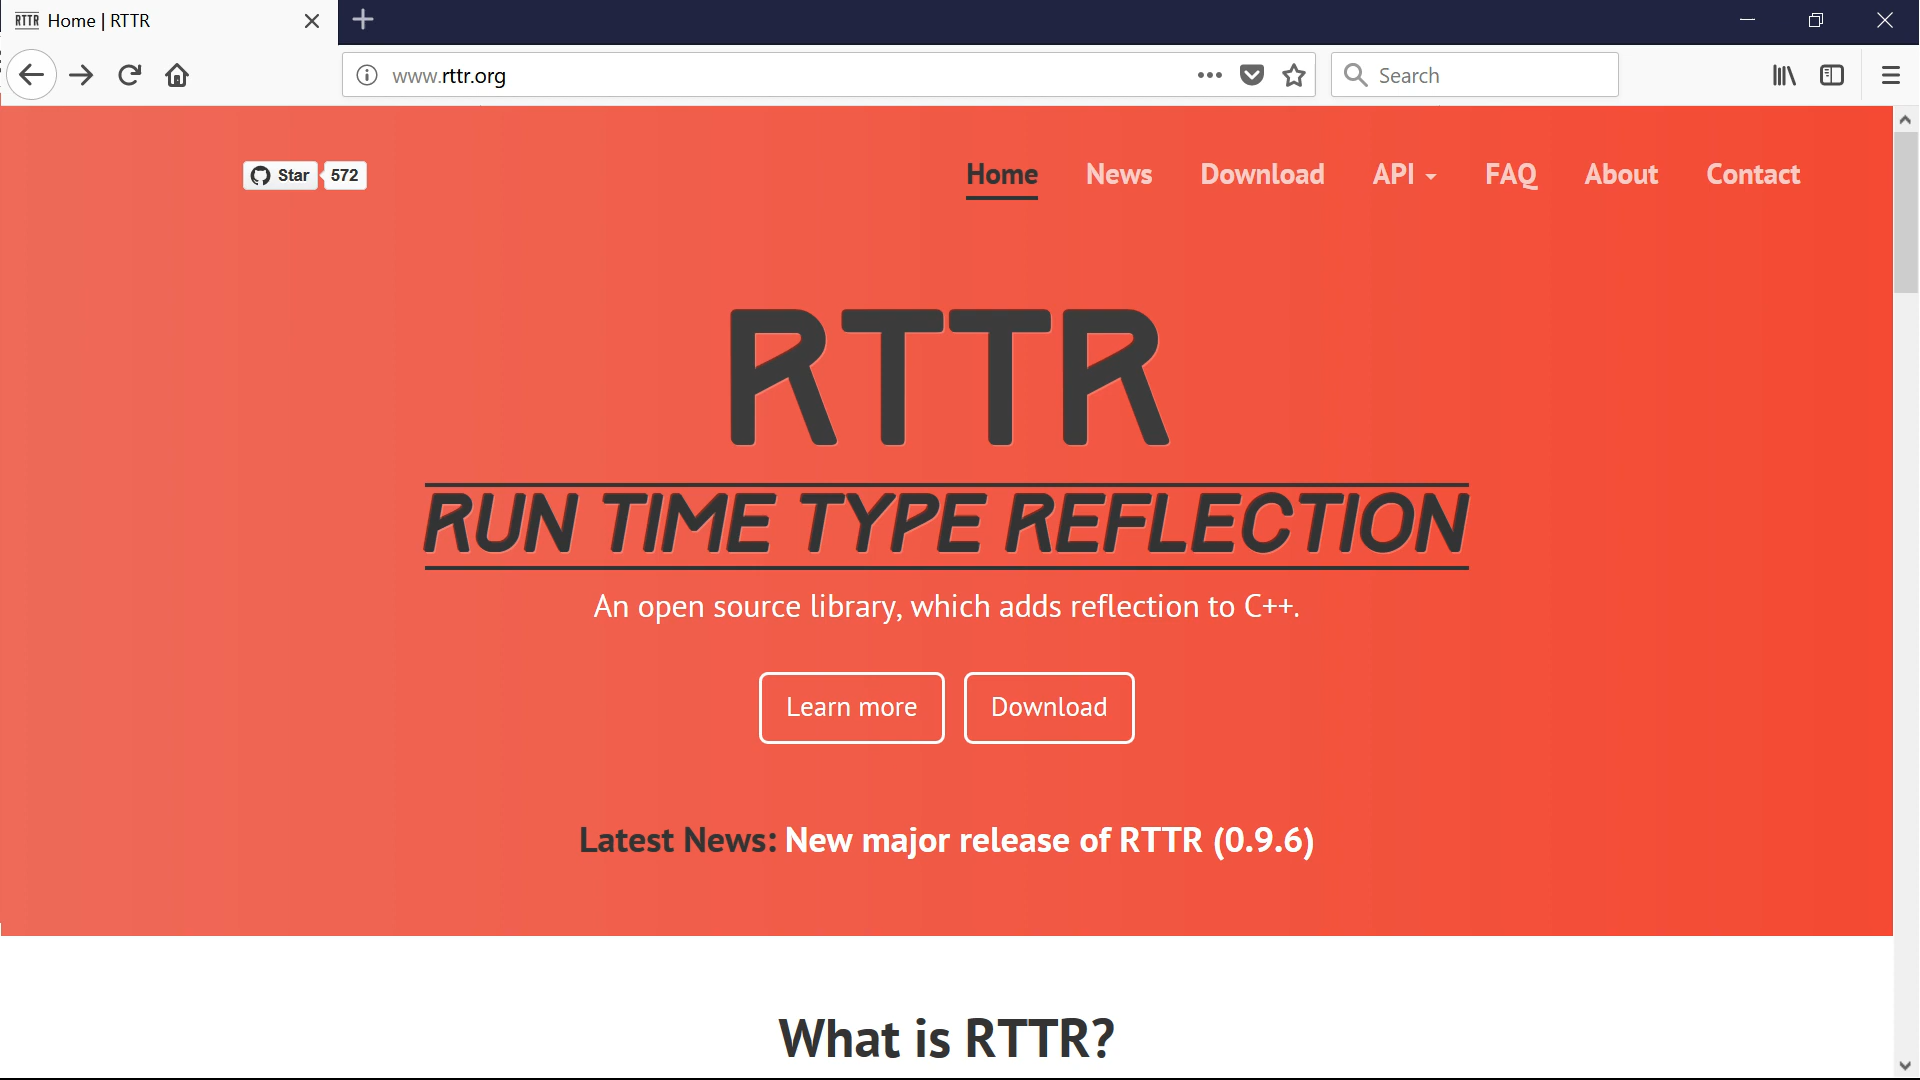 RTTR Home | RTTR
www.rttr.org
Search
Star 572
Home News Download API FAQ About Contact
RTTR
RUN TIME TYPE REFLECTION
An open source library, which adds reflection to C++.
Learn more Download
Latest News: New major release of RTTR (0.9.6)
What is RTTR?